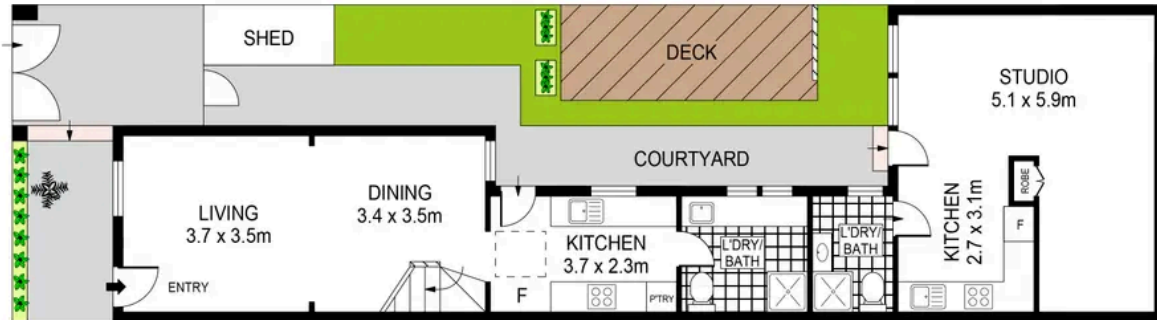 SHED
DECK
STUDIO
5.1 x 5.9m
COURTYARD
LIVING
3.7 x 3.5m
DINING
3.4 x 3.5m
ENTRY
KITCHEN
3.7 x 2.3m
F
P'TRY
L'DRY/
BATH
L'DRY/
BATH
KITCHEN
2.7 x 3.1m
ROBE
F